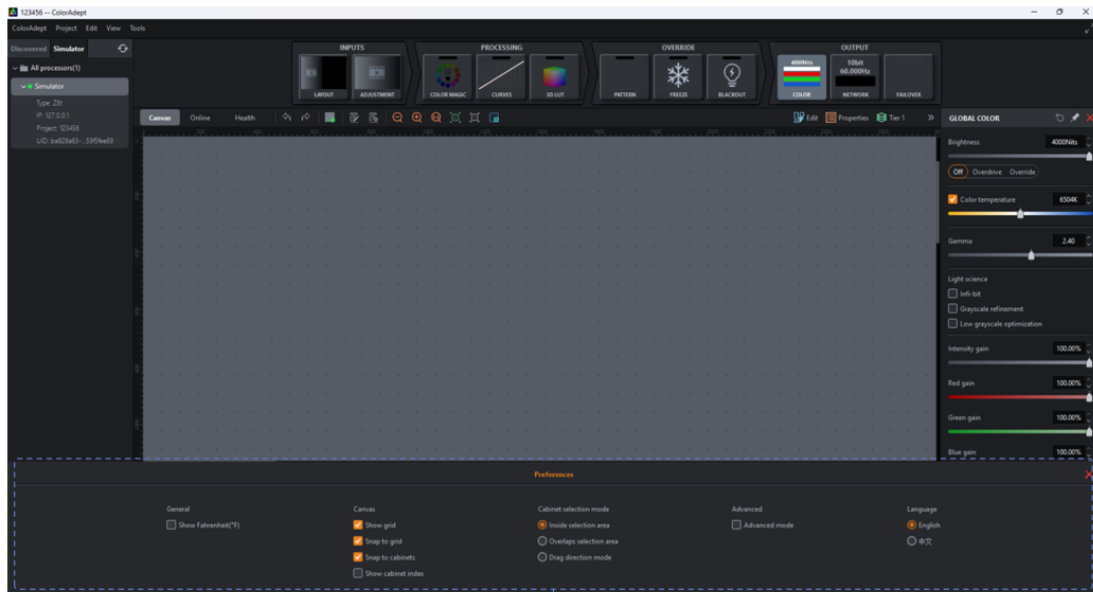 123456 -- ColorAdept
ColorAdept Project Edit View Tools
Discovered Simulator
All processors(1)
Simulator
Type: Z8t
IP: 127.0.0.1
Project: 123456
INPUTS
LAYOUT
ADJUSTMENT
PROCESSING
COLOR MAGIC
CURVES
3D LUT
OVERRIDE
PATTERN
FREEZE
BLACKOUT
OUTPUT
4000Nits
COLOR
10bit
60.000Hz
NETWORK
FAILOVER
Canvas Online Health
Edit Properties Tier 1
GLOBAL COLOR
Brightness 4000Nits
Off Overdrive Override
Color temperature 6504K
Gamma 2.40
Light science
Infi-bit
Grayscale refinement
Low grayscale optimization
Intensity gain 100.00%
Red gain 100.00%
Green gain 100.00%
Blue gain 100.00%
Preferences
General
Show Fahrenheit(°F)
Canvas
Show grid
Snap to grid
Snap to cabinets
Show cabinet index
Cabinet selection mode
Inside selection area
Overlaps selection area
Drag direction mode
Advanced
Advanced mode
Language
English
中文